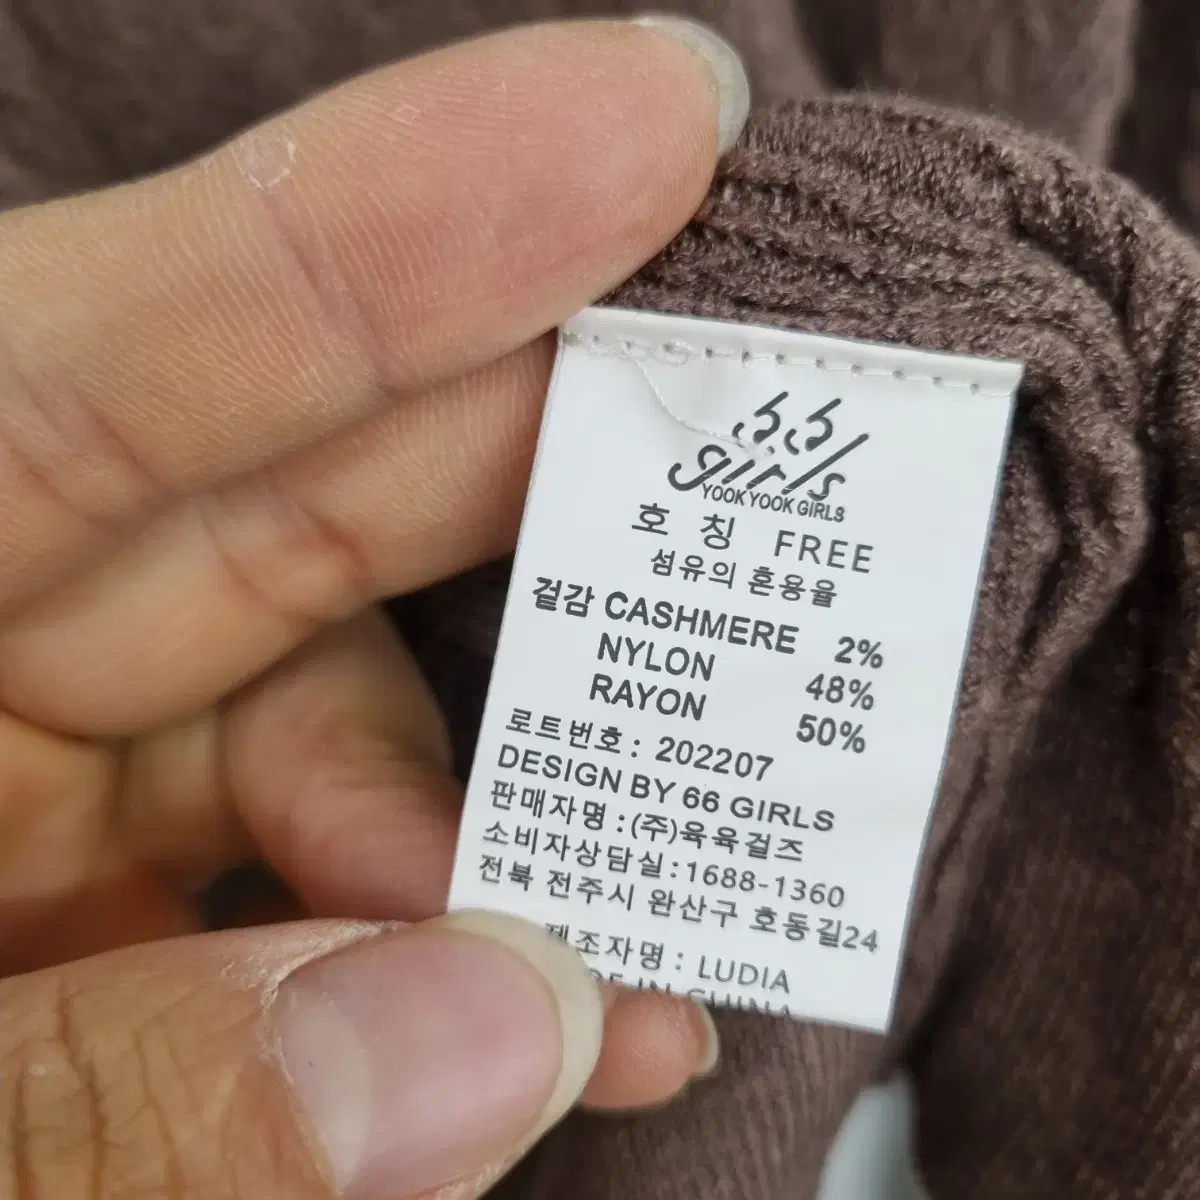 66 girls
YOOK YOOK GIRLS
호 칭 FREE
섬유의 혼용율
겉감 CASHMERE 2%
NYLON 48%
RAYON 50%
로트번호: 202207
DESIGN BY 66 GIRLS
판매자명:(주)육육걸즈
소비자상담실:1688-1360
전북 전주시 완산구 호동길24
제조자명: LUDIA
IN CHINA